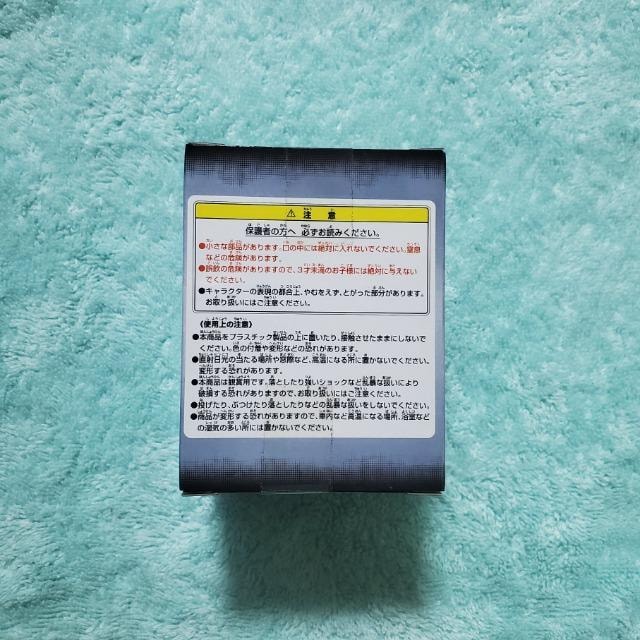 ⚠ 注 意
保護者の方へ 必ずお読みください。
●小さな部品があります。口の中には絶対に入れないでください。窒息
などの危険があります。
●誤飲の危険がありますので、3才未満のお子様には絶対に与えない
でください。
●キャラクターの表現の都合上、やむをえず、とがった部分があります。
お取り扱いにはご注意ください。
〈使用上の注意〉
●本商品をプラスチック製品の上に置いたり、接触させたままにしないで
ください。色の付着や変形などの恐れがあります。
●直射日光の当たる場所や窓際など、高温になる所に置かないでください。
変形する恐れがあります。
●本商品は観賞用です。落としたり強いショックなど乱暴な扱いにより
破損する恐れがありますので、お取り扱いにはご注意ください。
●投げたり、ぶつけたり落としたりなどの乱暴な扱いをしないでください。
●商品が変形する恐れがありますので、車内など高温になる場所、浴室など
の湿気の多い所には置かないでください。